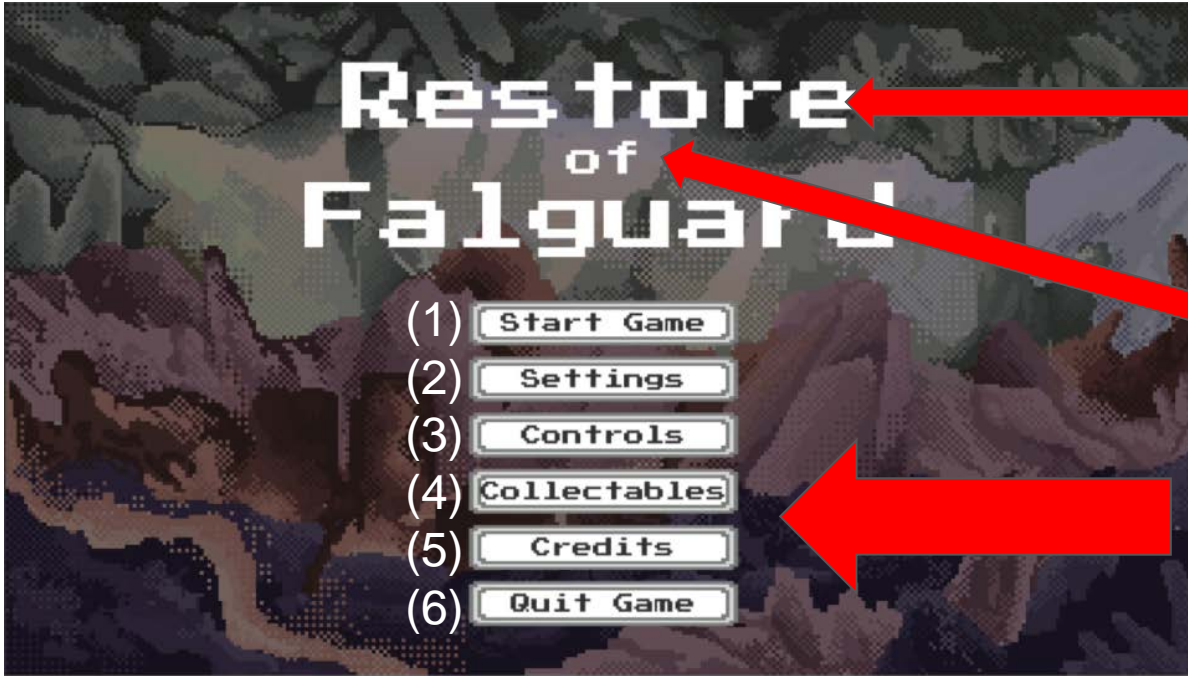 Restore
of
Falguard
(1) Start Game
(2) Settings
(3) Controls
(4) Collectables
(5) Credits
(6) Quit Game